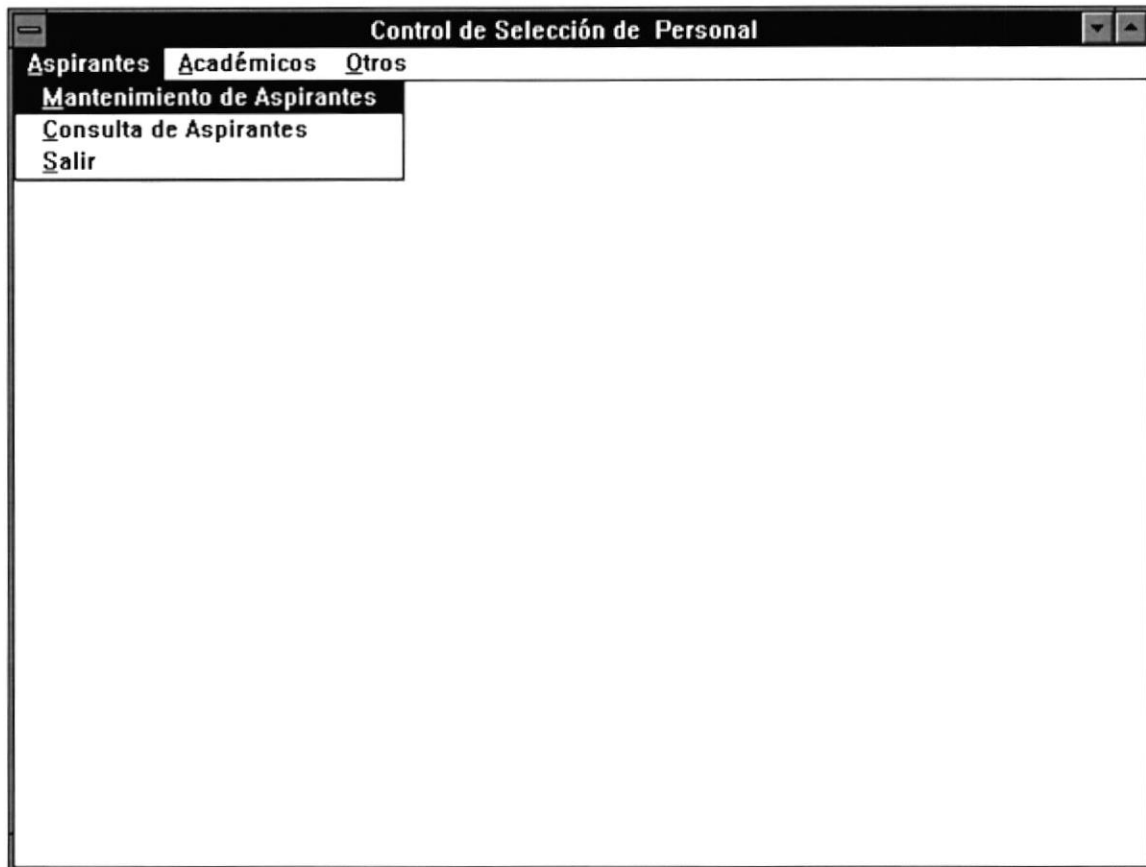 Control de Selección de  Personal
Aspirantes Académicos Otros
Mantenimiento de Aspirantes
Consulta de Aspirantes
Salir